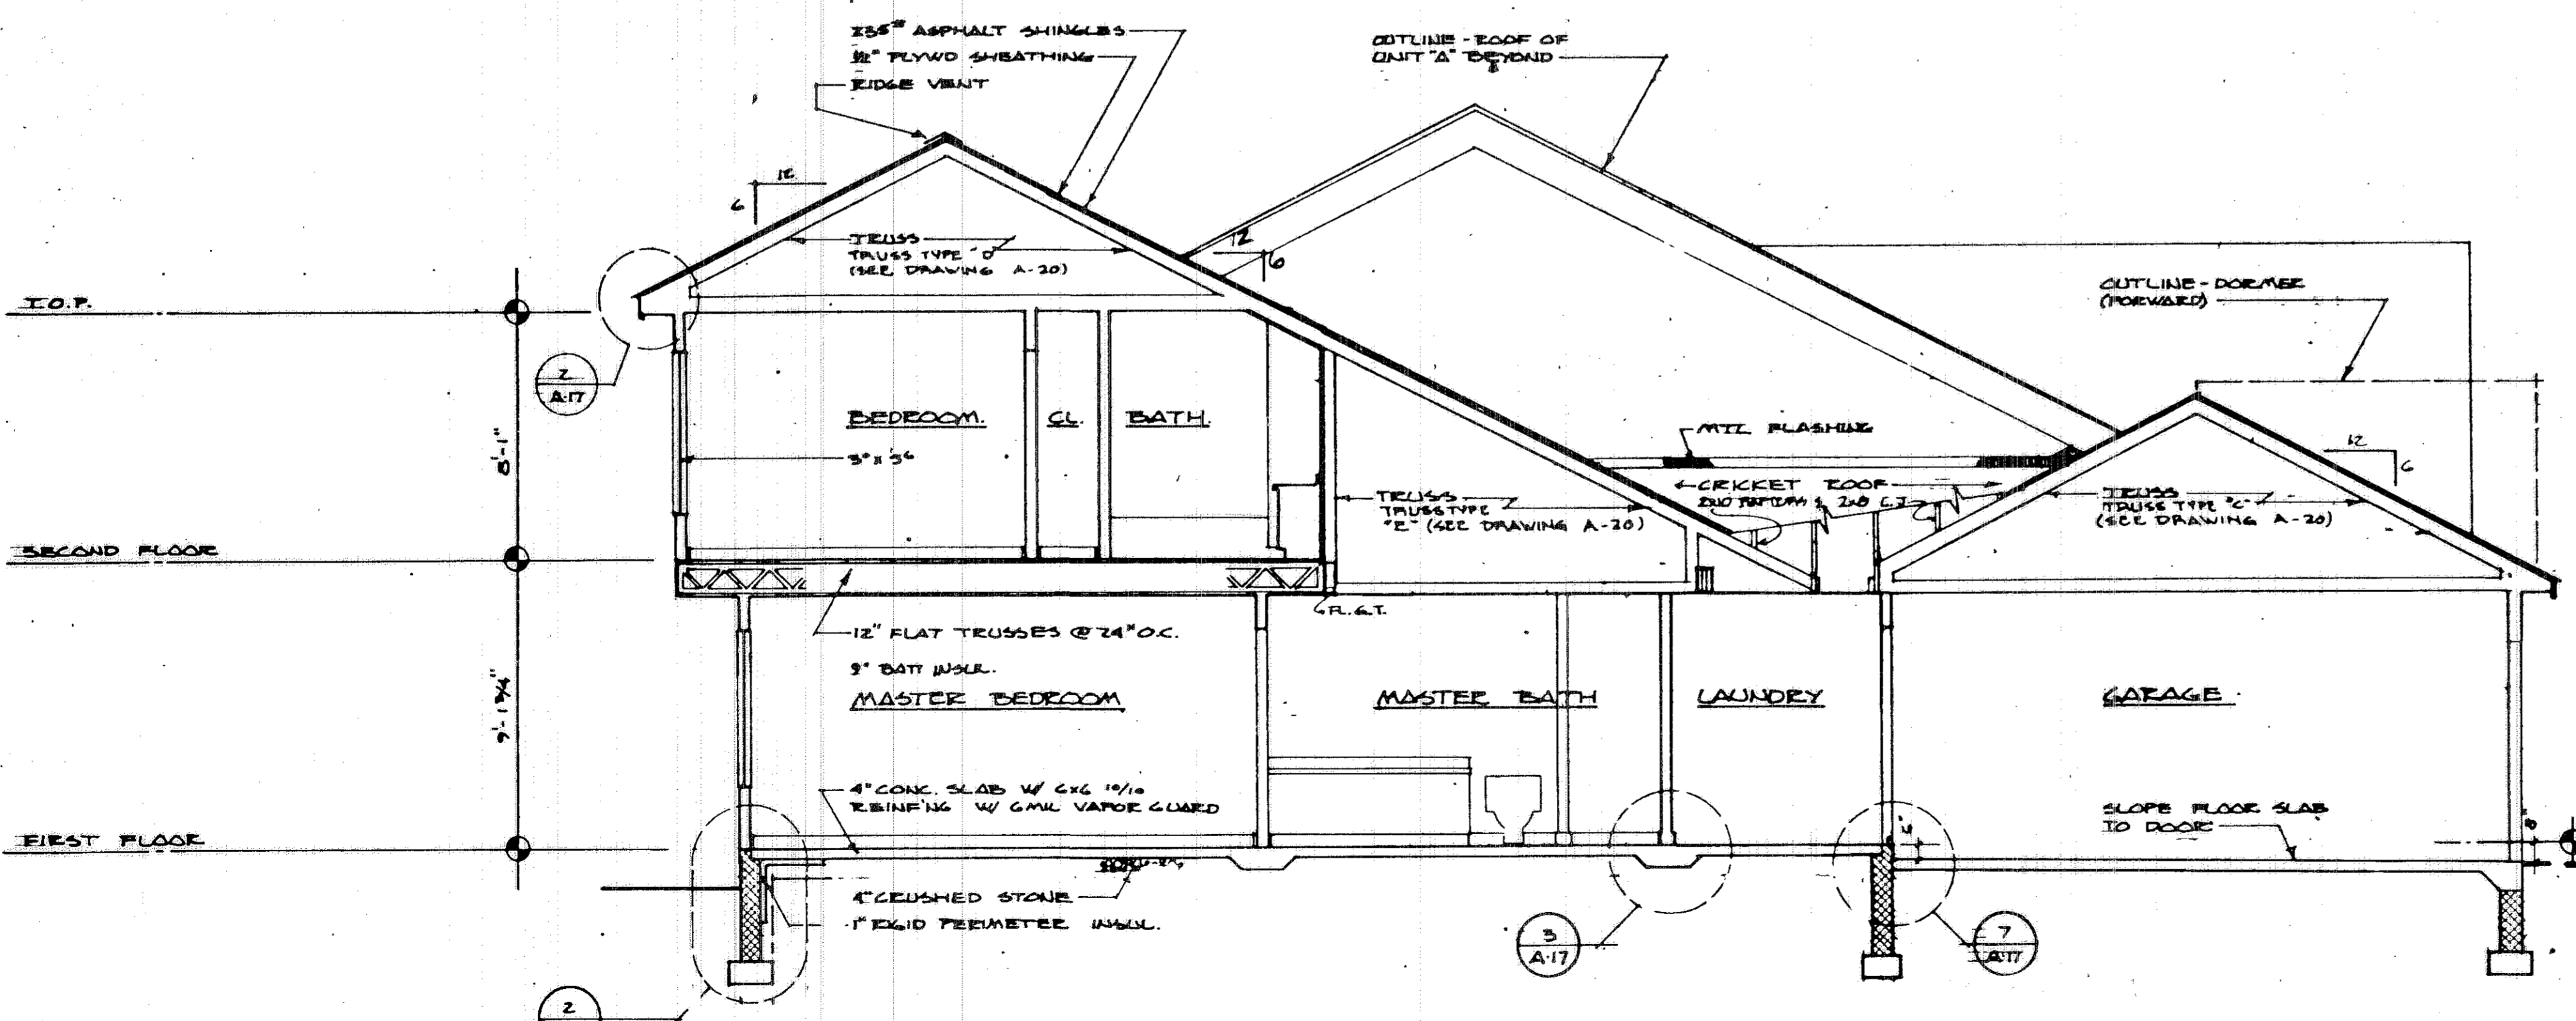 235# ASPHALT SHINGLES
1/2" PLYWD SHEATHING
RIDGE VENT
OUTLINE - ROOF OF
UNIT "A" BEYOND
12
6
TRUSS
TRUSS TYPE "D"
(SEE DRAWING A-20)
12
6
T.O.P.
OUTLINE - DORMER
(FORWARD)
2
A-17
8'-1"
BEDROOM.
CL.
BATH.
MTL FLASHING
12
6
CRICKET ROOF
2X8 C.J.
TRUSS
TRUSS TYPE
"E" (SEE DRAWING A-20)
TRUSS
TRUSS TYPE "C"
(SEE DRAWING A-20)
SECOND FLOOR
FL. G.T.
12" FLAT TRUSSES @ 24" O.C.
9" BATT INSUL.
MASTER BEDROOM
MASTER BATH
LAUNDRY
GARAGE
9'-1 3/4"
4" CONC. SLAB W/ 6X6 10/10
REINF'NG W/ 6 MIL VAPOR GUARD
SLOPE FLOOR SLAB
TO DOOR
4"
8"
FIRST FLOOR
4" CRUSHED STONE
1" RIGID PERIMETER INSUL.
3
A-17
7
A-17
2